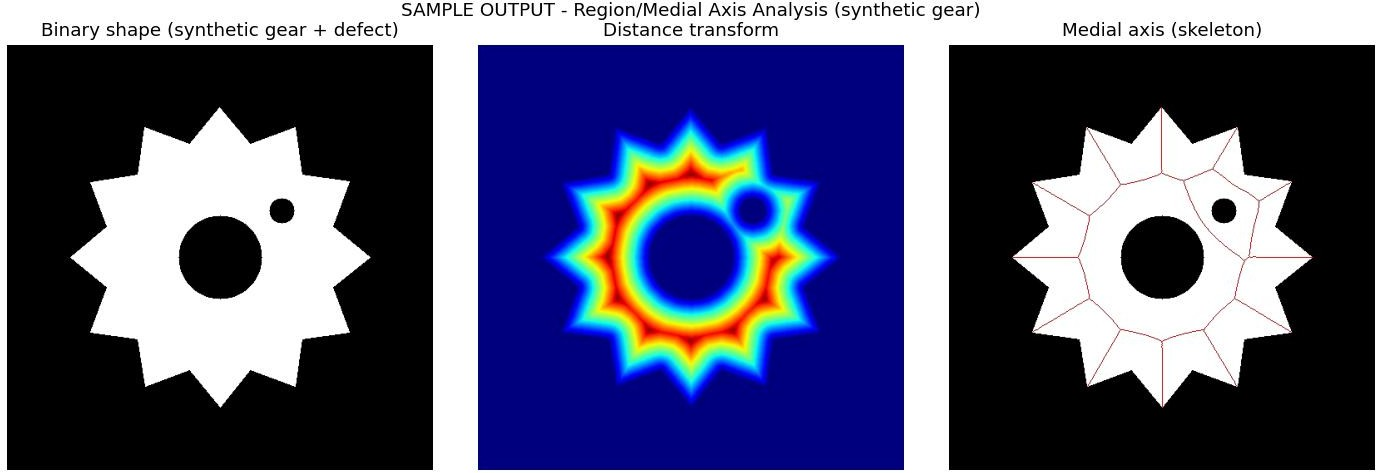 SAMPLE OUTPUT - Region/Medial Axis Analysis (synthetic gear)
Binary shape (synthetic gear + defect)
Distance transform
Medial axis (skeleton)